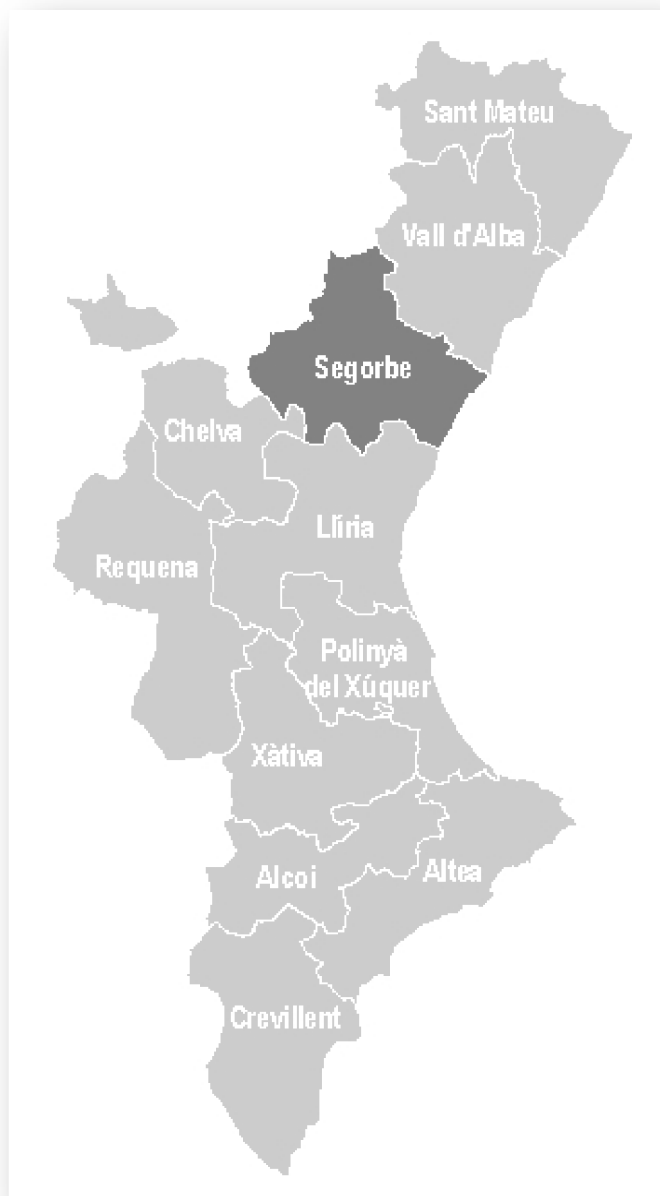 Sant Mateu
Vall d'Alba
Segorbe
Chelva
Llíria
Requena
Polinyà
del Xúquer
Xàtiva
Alcoi
Altea
Crevillent